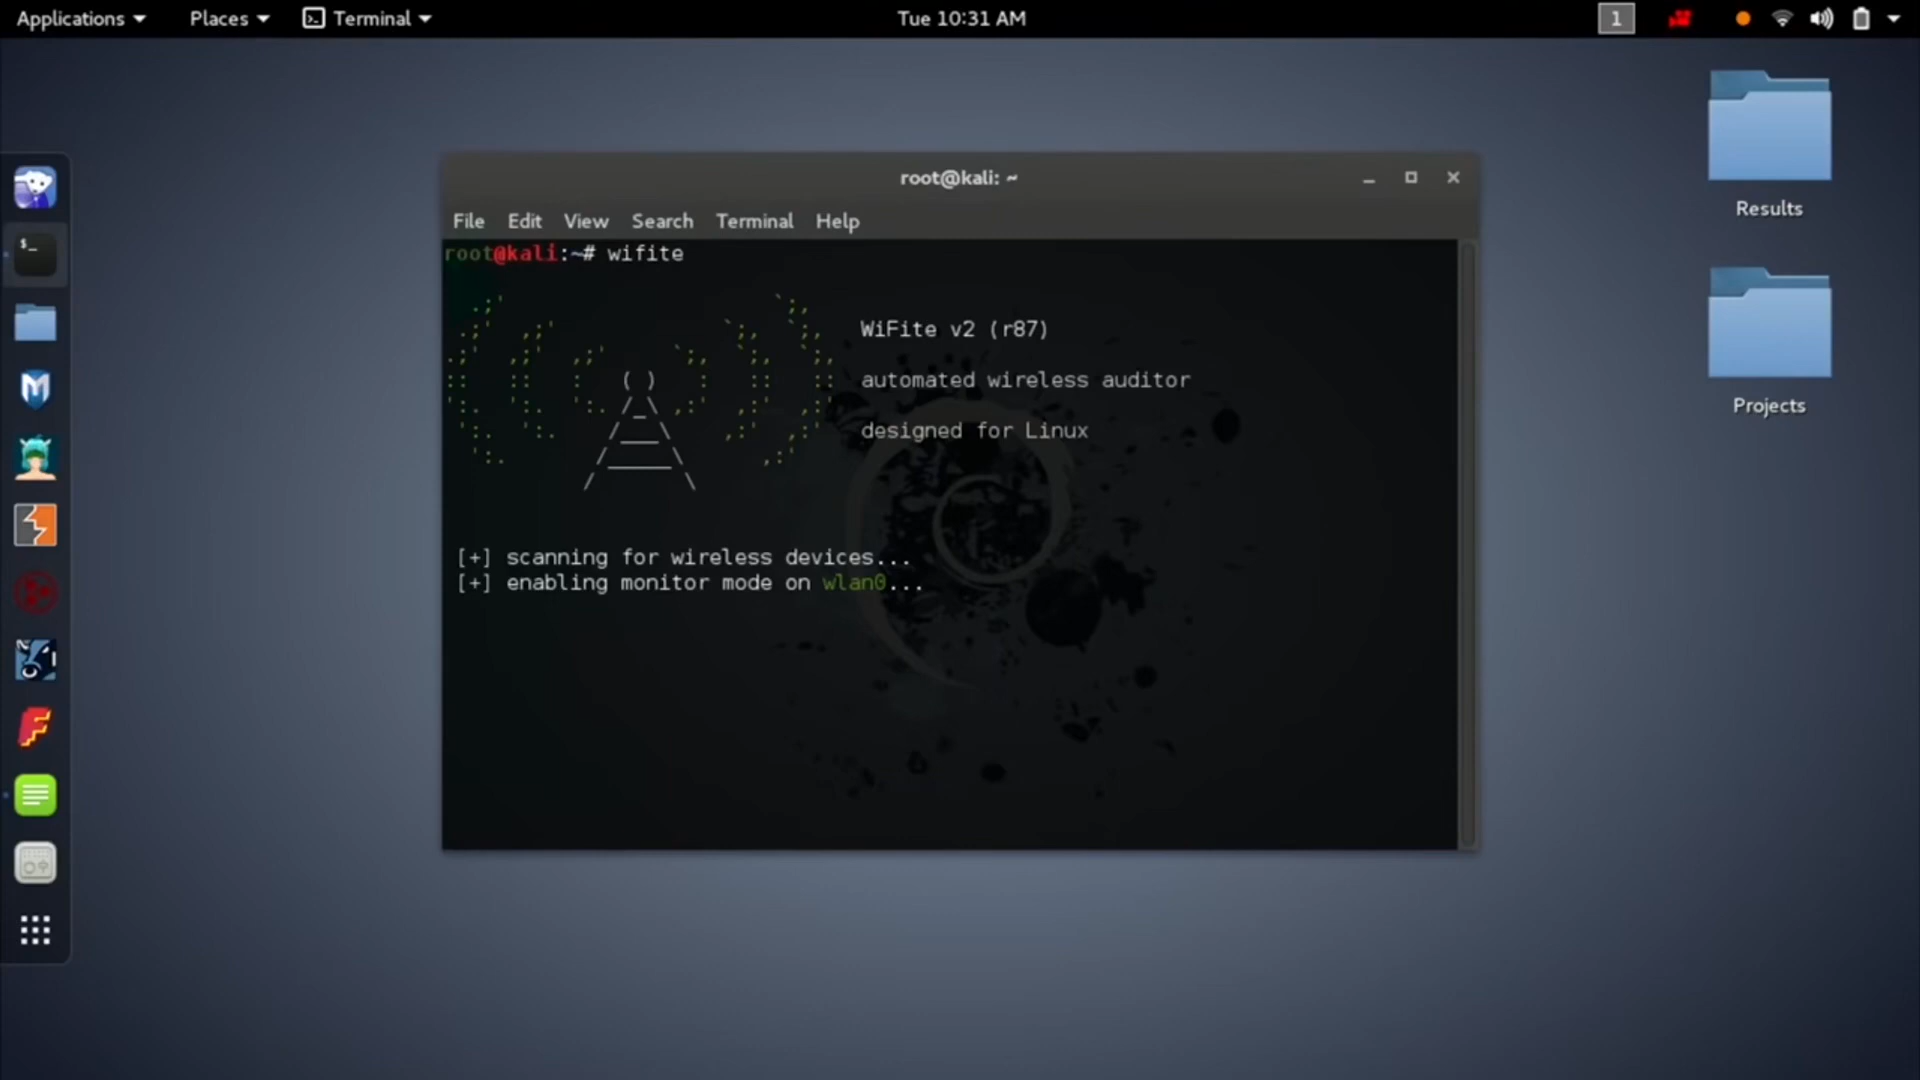 Applications Places Terminal Tue 10:31 AM 1
Results
Projects
root@kali: ~
File Edit View Search Terminal Help
root@kali:~# wifite
WiFite v2 (r87)
automated wireless auditor
designed for Linux
[+] scanning for wireless devices...
[+] enabling monitor mode on wlan0...